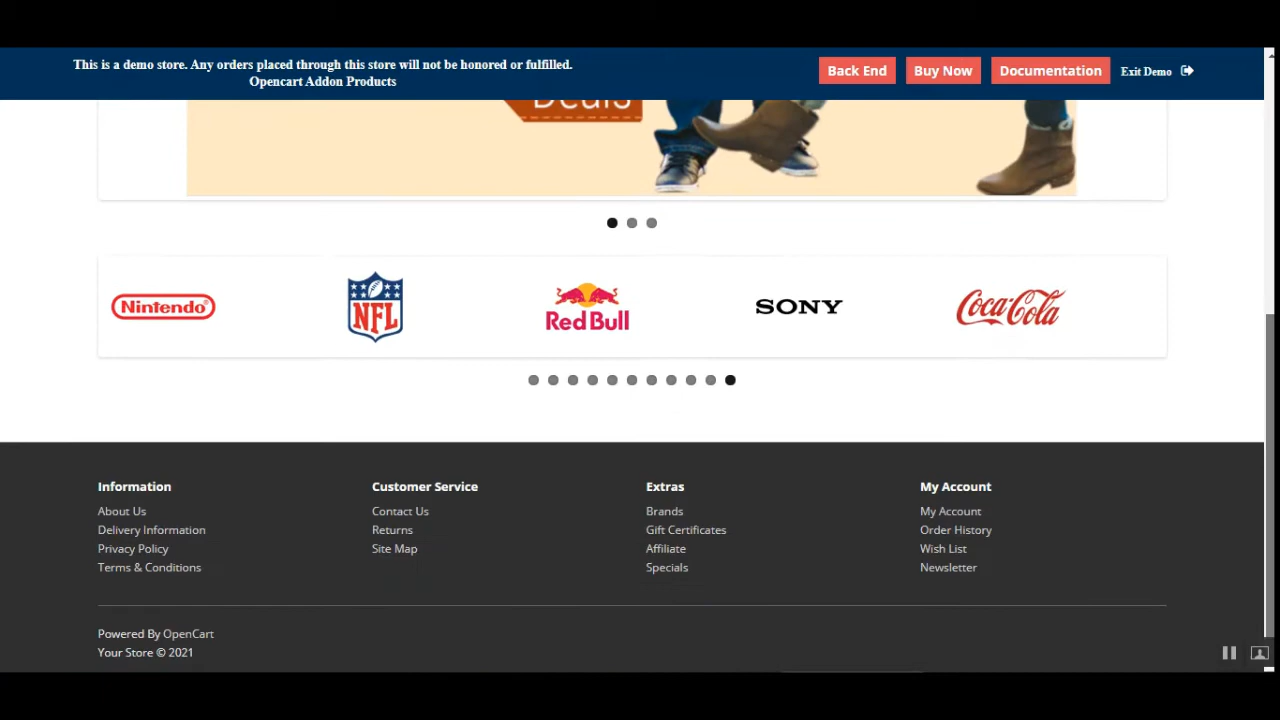 This is a demo store. Any orders placed through this store will not be honored or fulfilled.
Opencart Addon Products
Back End
Buy Now
Documentation
Exit Demo
Deals
Nintendo®
NFL
Red Bull
SONY
Coca-Cola
Information
About Us
Delivery Information
Privacy Policy
Terms & Conditions
Customer Service
Contact Us
Returns
Site Map
Extras
Brands
Gift Certificates
Affiliate
Specials
My Account
My Account
Order History
Wish List
Newsletter
Powered By OpenCart
Your Store © 2021